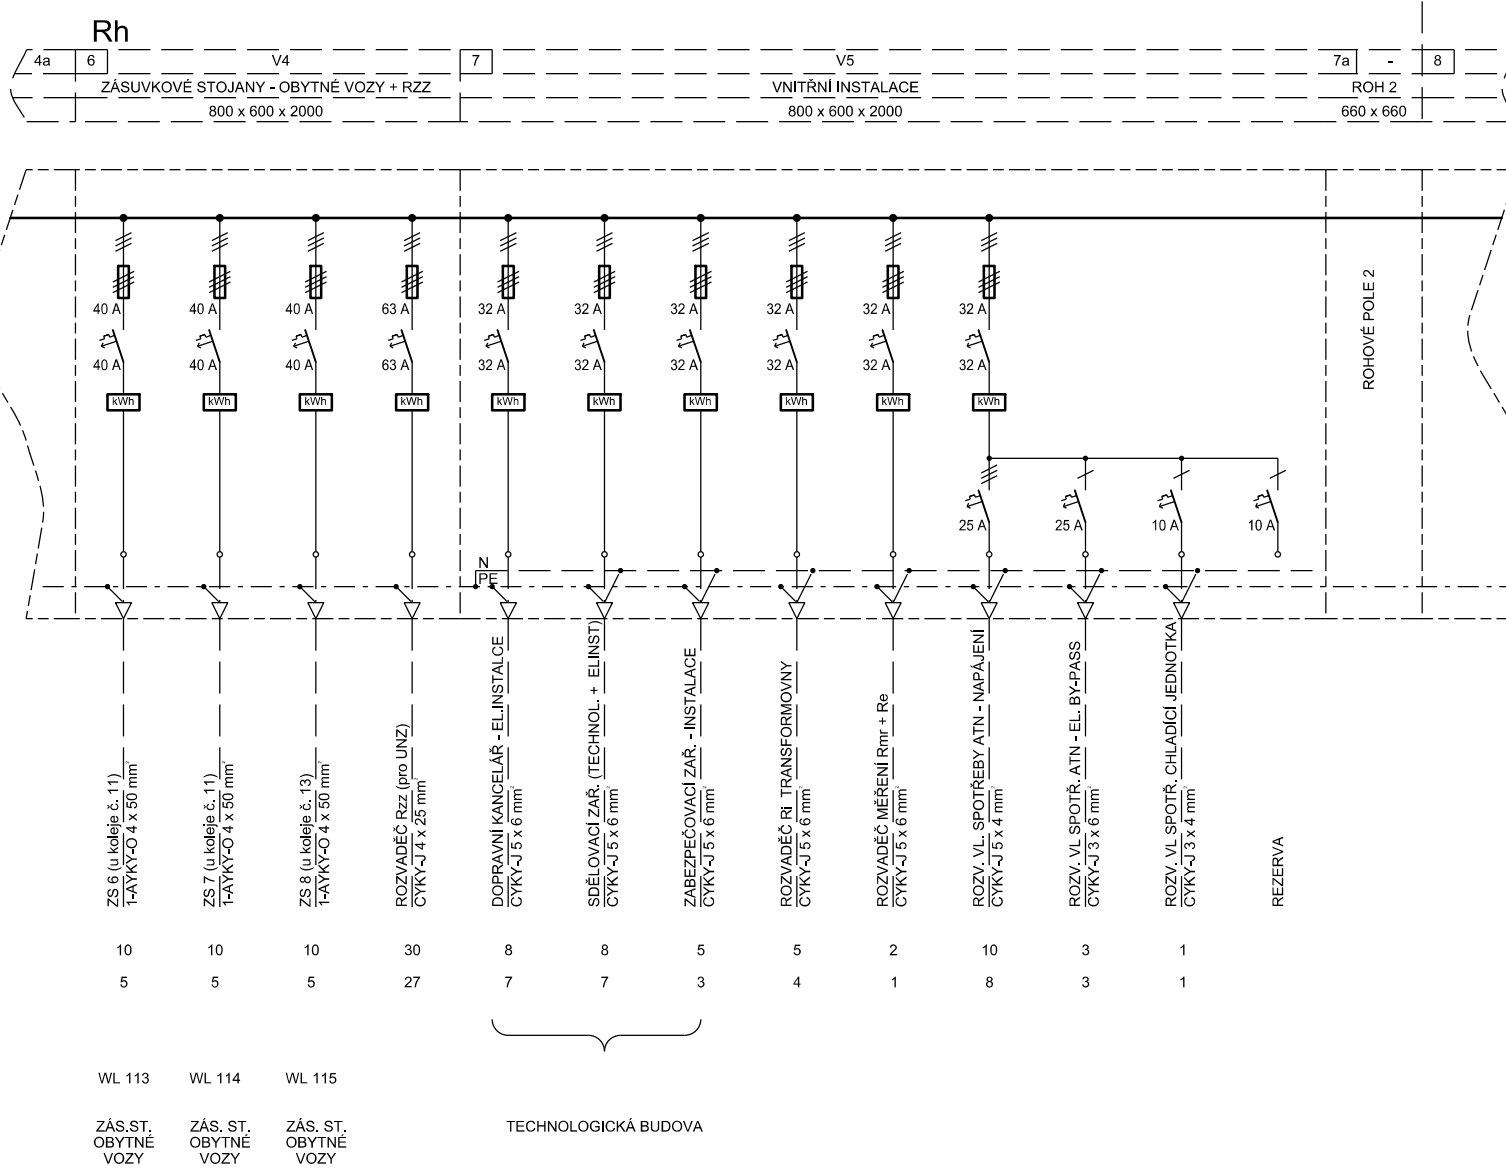 Rh
4a 6 V4 7 V5 7a - 8
ZÁSUVKOVÉ STOJANY - OBYTNÉ VOZY + RZZ VNITŘNÍ INSTALACE ROH 2
800 x 600 x 2000 800 x 600 x 2000 660 x 660
40 A 40 A 40 A 63 A 32 A 32 A 32 A 32 A 32 A 32 A
40 A 40 A 40 A 63 A 32 A 32 A 32 A 32 A 32 A 32 A
kWh kWh kWh kWh kWh kWh kWh kWh kWh kWh
ROHOVÉ POLE 2
25 A 25 A 10 A 10 A
N
PE
ZS 6 (u koleje č. 11)
1-AYKY-O 4 x 50 mm²
ZS 7 (u koleje č. 11)
1-AYKY-O 4 x 50 mm²
ZS 8 (u koleje č. 13)
1-AYKY-O 4 x 50 mm²
ROZVADĚČ Rzz (pro UNZ)
CYKY-J 4 x 25 mm²
DOPRAVNÍ KANCELÁŘ - EL.INSTALCE
CYKY-J 5 x 6 mm²
SDĚLOVACÍ ZAŘ. (TECHNOL. + ELINST)
CYKY-J 5 x 6 mm²
ZABEZPEČOVACÍ ZAŘ. - INSTALACE
CYKY-J 5 x 6 mm²
ROZVADĚČ Ri TRANSFORMOVNY
CYKY-J 5 x 6 mm²
ROZVADĚČ MĚŘENÍ Rmr + Re
CYKY-J 5 x 6 mm²
ROZV. VL. SPOTŘEBY ATN - NAPÁJENÍ
CYKY-J 5 x 4 mm²
ROZV. VL SPOTŘ. ATN - EL. BY-PASS
CYKY-J 3 x 6 mm²
ROZV. VL SPOTŘ. CHLADÍCÍ JEDNOTKA
CYKY-J 3 x 4 mm²
REZERVA
10 10 10 30 8 8 5 5 2 10 3 1
5 5 5 27 7 7 3 4 1 8 3 1
WL 113 WL 114 WL 115
ZÁS.ST. ZÁS. ST. ZÁS. ST. TECHNOLOGICKÁ BUDOVA
OBYTNÉ OBYTNÉ OBYTNÉ
VOZY VOZY VOZY